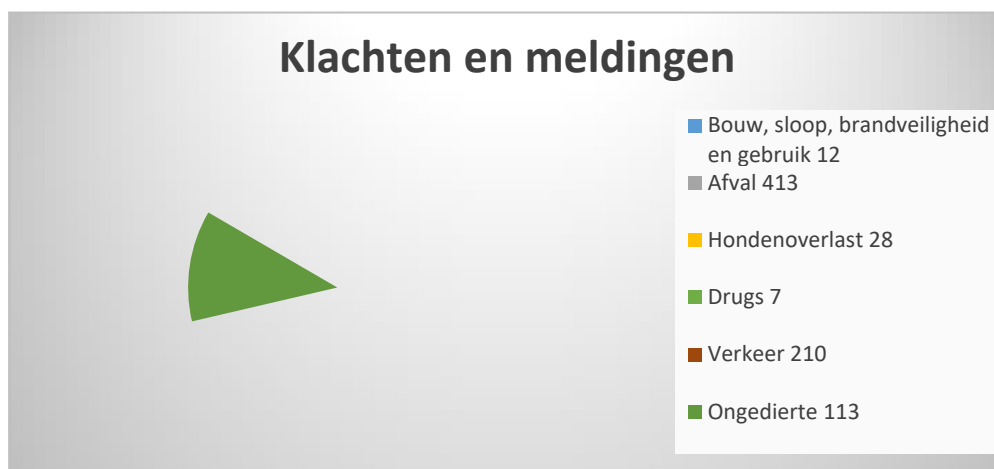 Klachten en meldingen
Bouw, sloop, brandveiligheid
en gebruik 12
Afval 413
Hondenoverlast 28
Drugs 7
Verkeer 210
Ongedierte 113